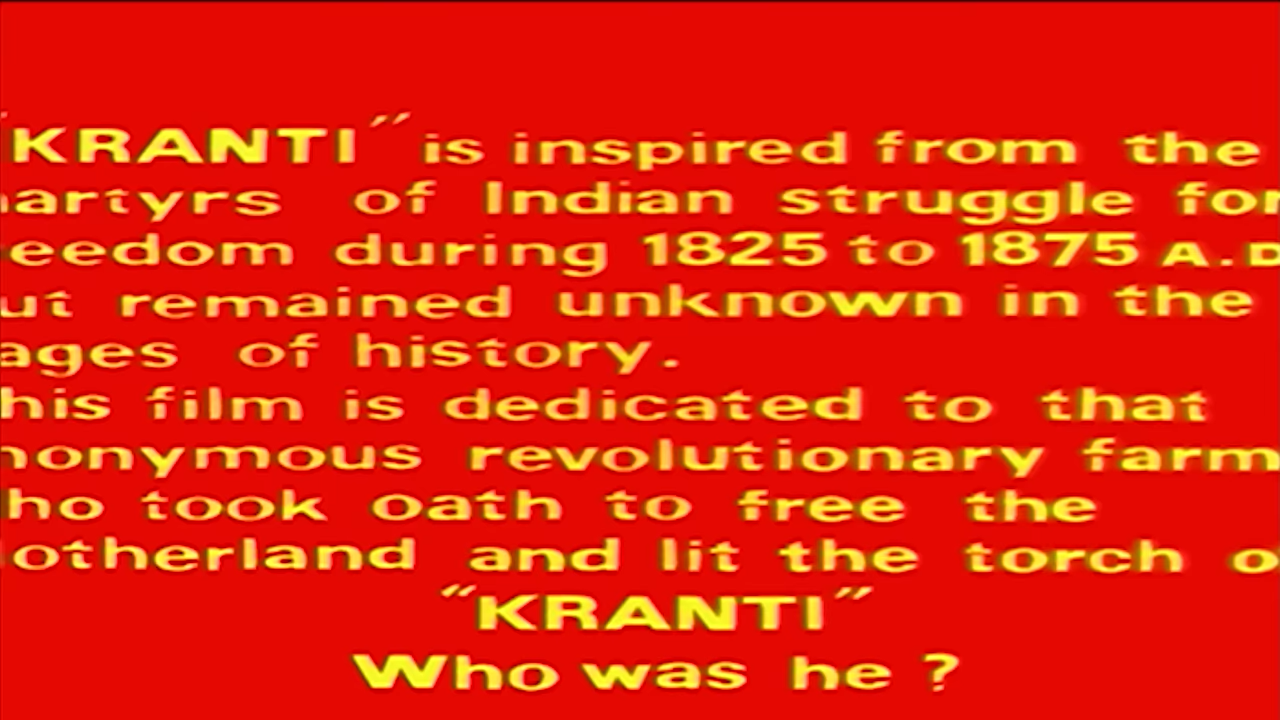 "KRANTI" is inspired from the
artyrs of Indian struggle for
eedom during 1825 to 1875 A.D
ut remained unknown in the
ages of history.
his film is dedicated to that
nonymous revolutionary farm
ho took oath to free the
otherland and lit the torch o
"KRANTI"
Who was he ?